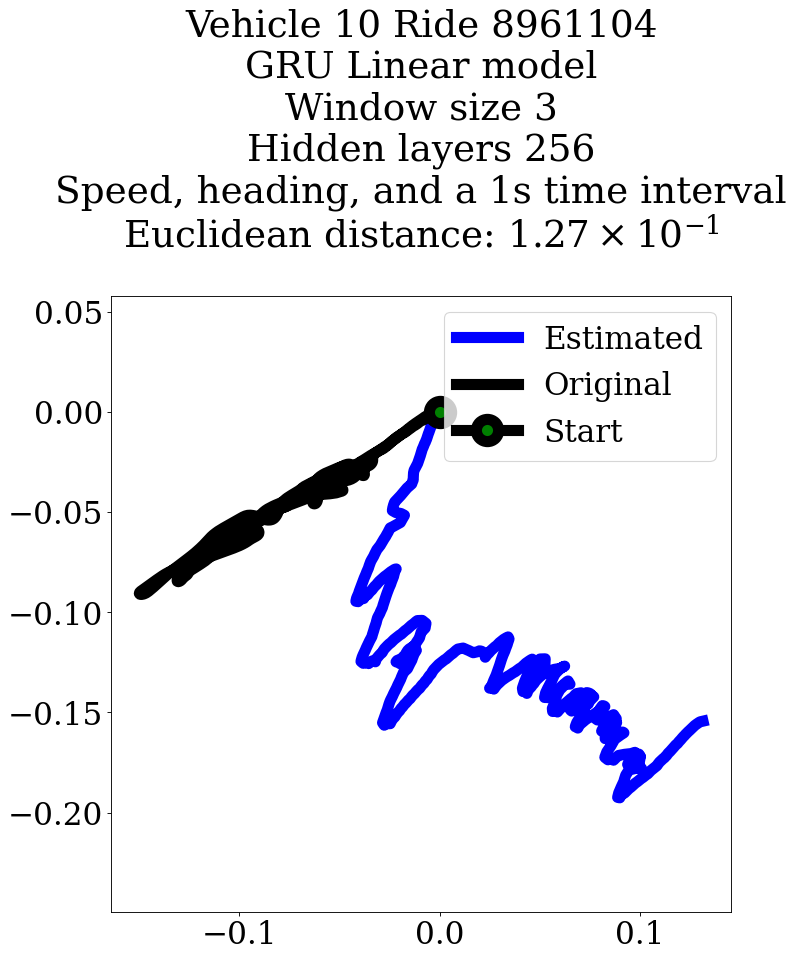 Vehicle 10 Ride 8961104
GRU Linear model
Window size 3
Hidden layers 256
Speed, heading, and a 1s time interval
Euclidean distance: 1.27 × 10⁻¹
Estimated
Original
Start
0.05
0.00
−0.05
−0.10
−0.15
−0.20
−0.1
0.0
0.1